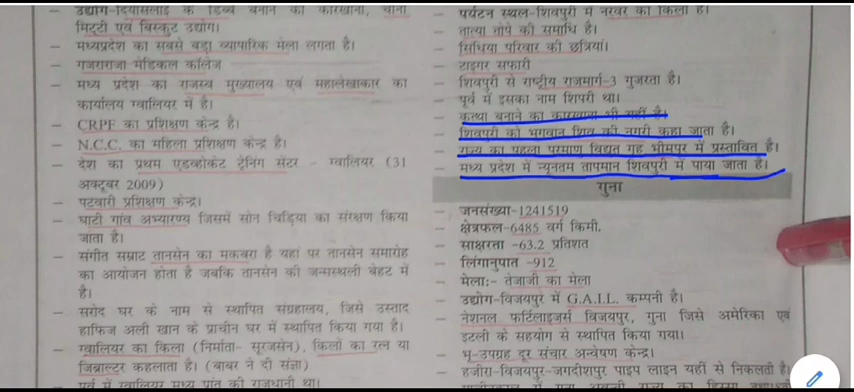 उद्योग-दियासलाई के डिब्बे बनाने का कारखाना, चीनी
मिट्टी एवं बिस्कुट उद्योग।
मध्यप्रदेश का सबसे बड़ा व्यापारिक मेला लगता है।
गजराराजा मेडिकल कॉलेज
मध्य प्रदेश का राजस्व मुख्यालय एवं महालेखाकार का
कार्यालय ग्वालियर में है।
CRPF का प्रशिक्षण केन्द्र है।
N.C.C. का महिला प्रशिक्षण केन्द्र है।
देश का प्रथम एडव्होकेट ट्रेनिंग सेंटर - ग्वालियर (31
अक्टूबर 2009)
पटवारी प्रशिक्षण केन्द्र।
घाटी गांव अभ्यारण्य जिसमें सोन चिड़िया का संरक्षण किया
जाता है।
संगीत सम्राट तानसेन का मकबरा है यहां पर तानसेन समारोह
का आयोजन होता है जबकि तानसेन की जन्मस्थली बेहट में
है।
सरोद घर के नाम से स्थापित संग्रहालय, जिसे उस्ताद
हाफिज अली खान के प्राचीन घर में स्थापित किया गया है।
ग्वालियर का किला (निर्माता- सूरजसेन), किलों का रत्न या
जिब्राल्टर कहलाता है। (बाबर ने दी संज्ञा)
पूर्व में ग्वालियर मध्य प्रांत की राजधानी था।
पर्यटन स्थल-शिवपुरी में नरवर का किला है।
तात्या तोपे की समाधि है।
सिंधिया परिवार की छत्रियां।
टाइगर सफारी
शिवपुरी से राष्ट्रीय राजमार्ग-3 गुजरता है।
पूर्व में इसका नाम शिपरी था।
कत्था बनाने का कारखाना भी यहीं है।
शिवपुरी को भगवान शिव की नगरी कहा जाता है।
राज्य का पहला परमाणु विद्युत गृह भीमपुर में प्रस्तावित है।
मध्य प्रदेश में न्यूनतम तापमान शिवपुरी में पाया जाता है।
गुना
जनसंख्या-1241519
क्षेत्रफल-6485 वर्ग किमी.
साक्षरता -63.2 प्रतिशत
लिंगानुपात -912
मेला:- तेजाजी का मेला
उद्योग-विजयपुर में G.A.I.L. कम्पनी है।
नेशनल फर्टिलाइजर्स विजयपुर, गुना जिसे अमेरिका एवं
इटली के सहयोग से स्थापित किया गया।
भू-उपग्रह दूर संचार अन्वेषण केन्द्र।
हजीरा-विजयपुर-जगदीशपुर पाइप लाइन यहीं से निकलती है।